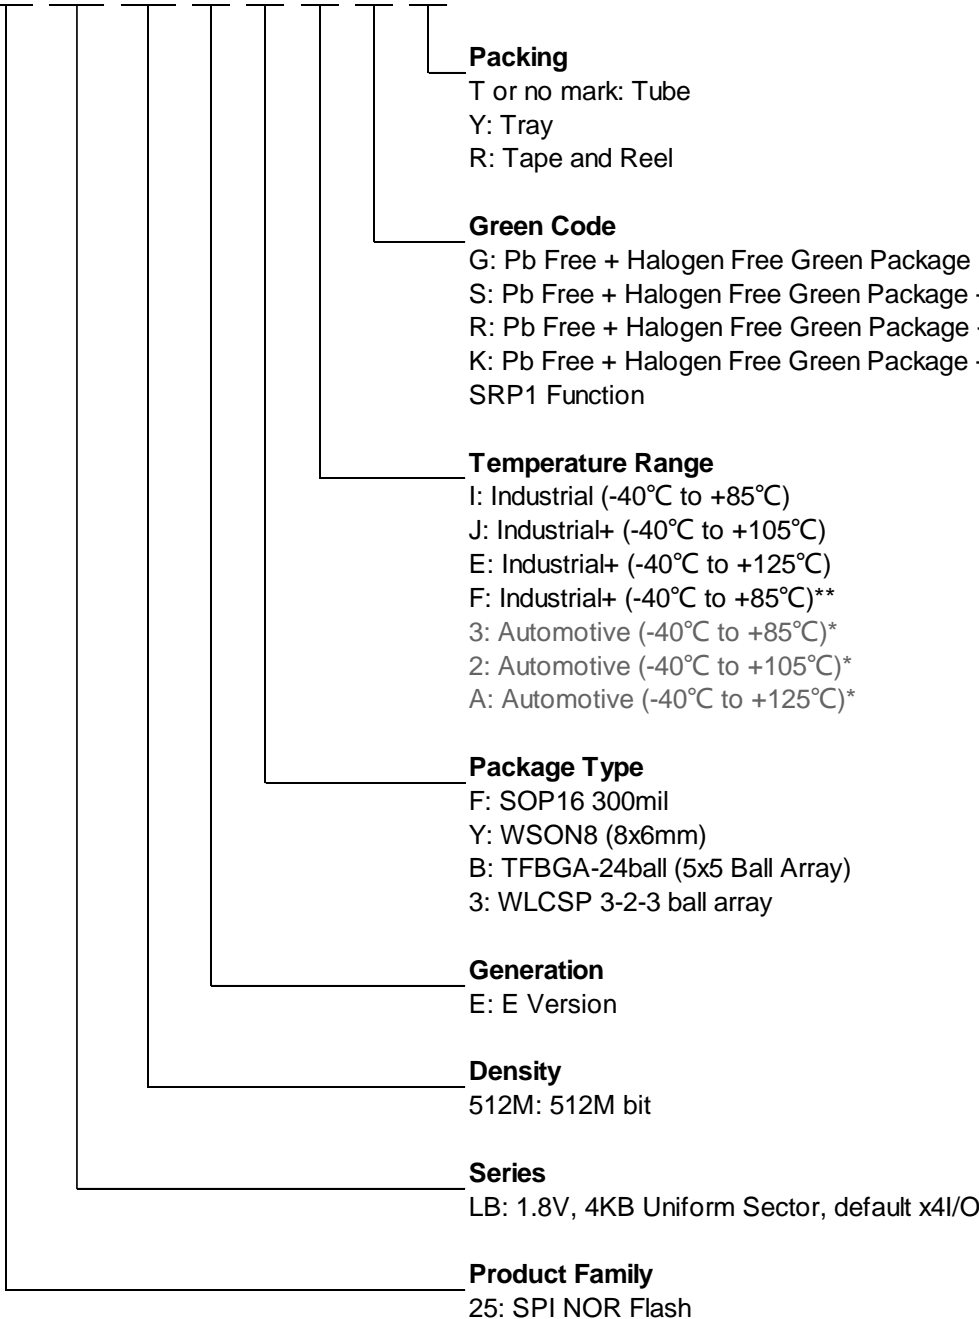 Packing
T or no mark: Tube
Y: Tray
R: Tape and Reel
Green Code
G: Pb Free + Halogen Free Green Package
S: Pb Free + Halogen Free Green Package
R: Pb Free + Halogen Free Green Package
K: Pb Free + Halogen Free Green Package
SRP1 Function
Temperature Range
I: Industrial (-40℃ to +85℃)
J: Industrial+ (-40℃ to +105℃)
E: Industrial+ (-40℃ to +125℃)
F: Industrial+ (-40℃ to +85℃)**
3: Automotive (-40℃ to +85℃)*
2: Automotive (-40℃ to +105℃)*
A: Automotive (-40℃ to +125℃)*
Package Type
F: SOP16 300mil
Y: WSON8 (8x6mm)
B: TFBGA-24ball (5x5 Ball Array)
3: WLCSP 3-2-3 ball array
Generation
E: E Version
Density
512M: 512M bit
Series
LB: 1.8V, 4KB Uniform Sector, default x4I/O
Product Family
25: SPI NOR Flash